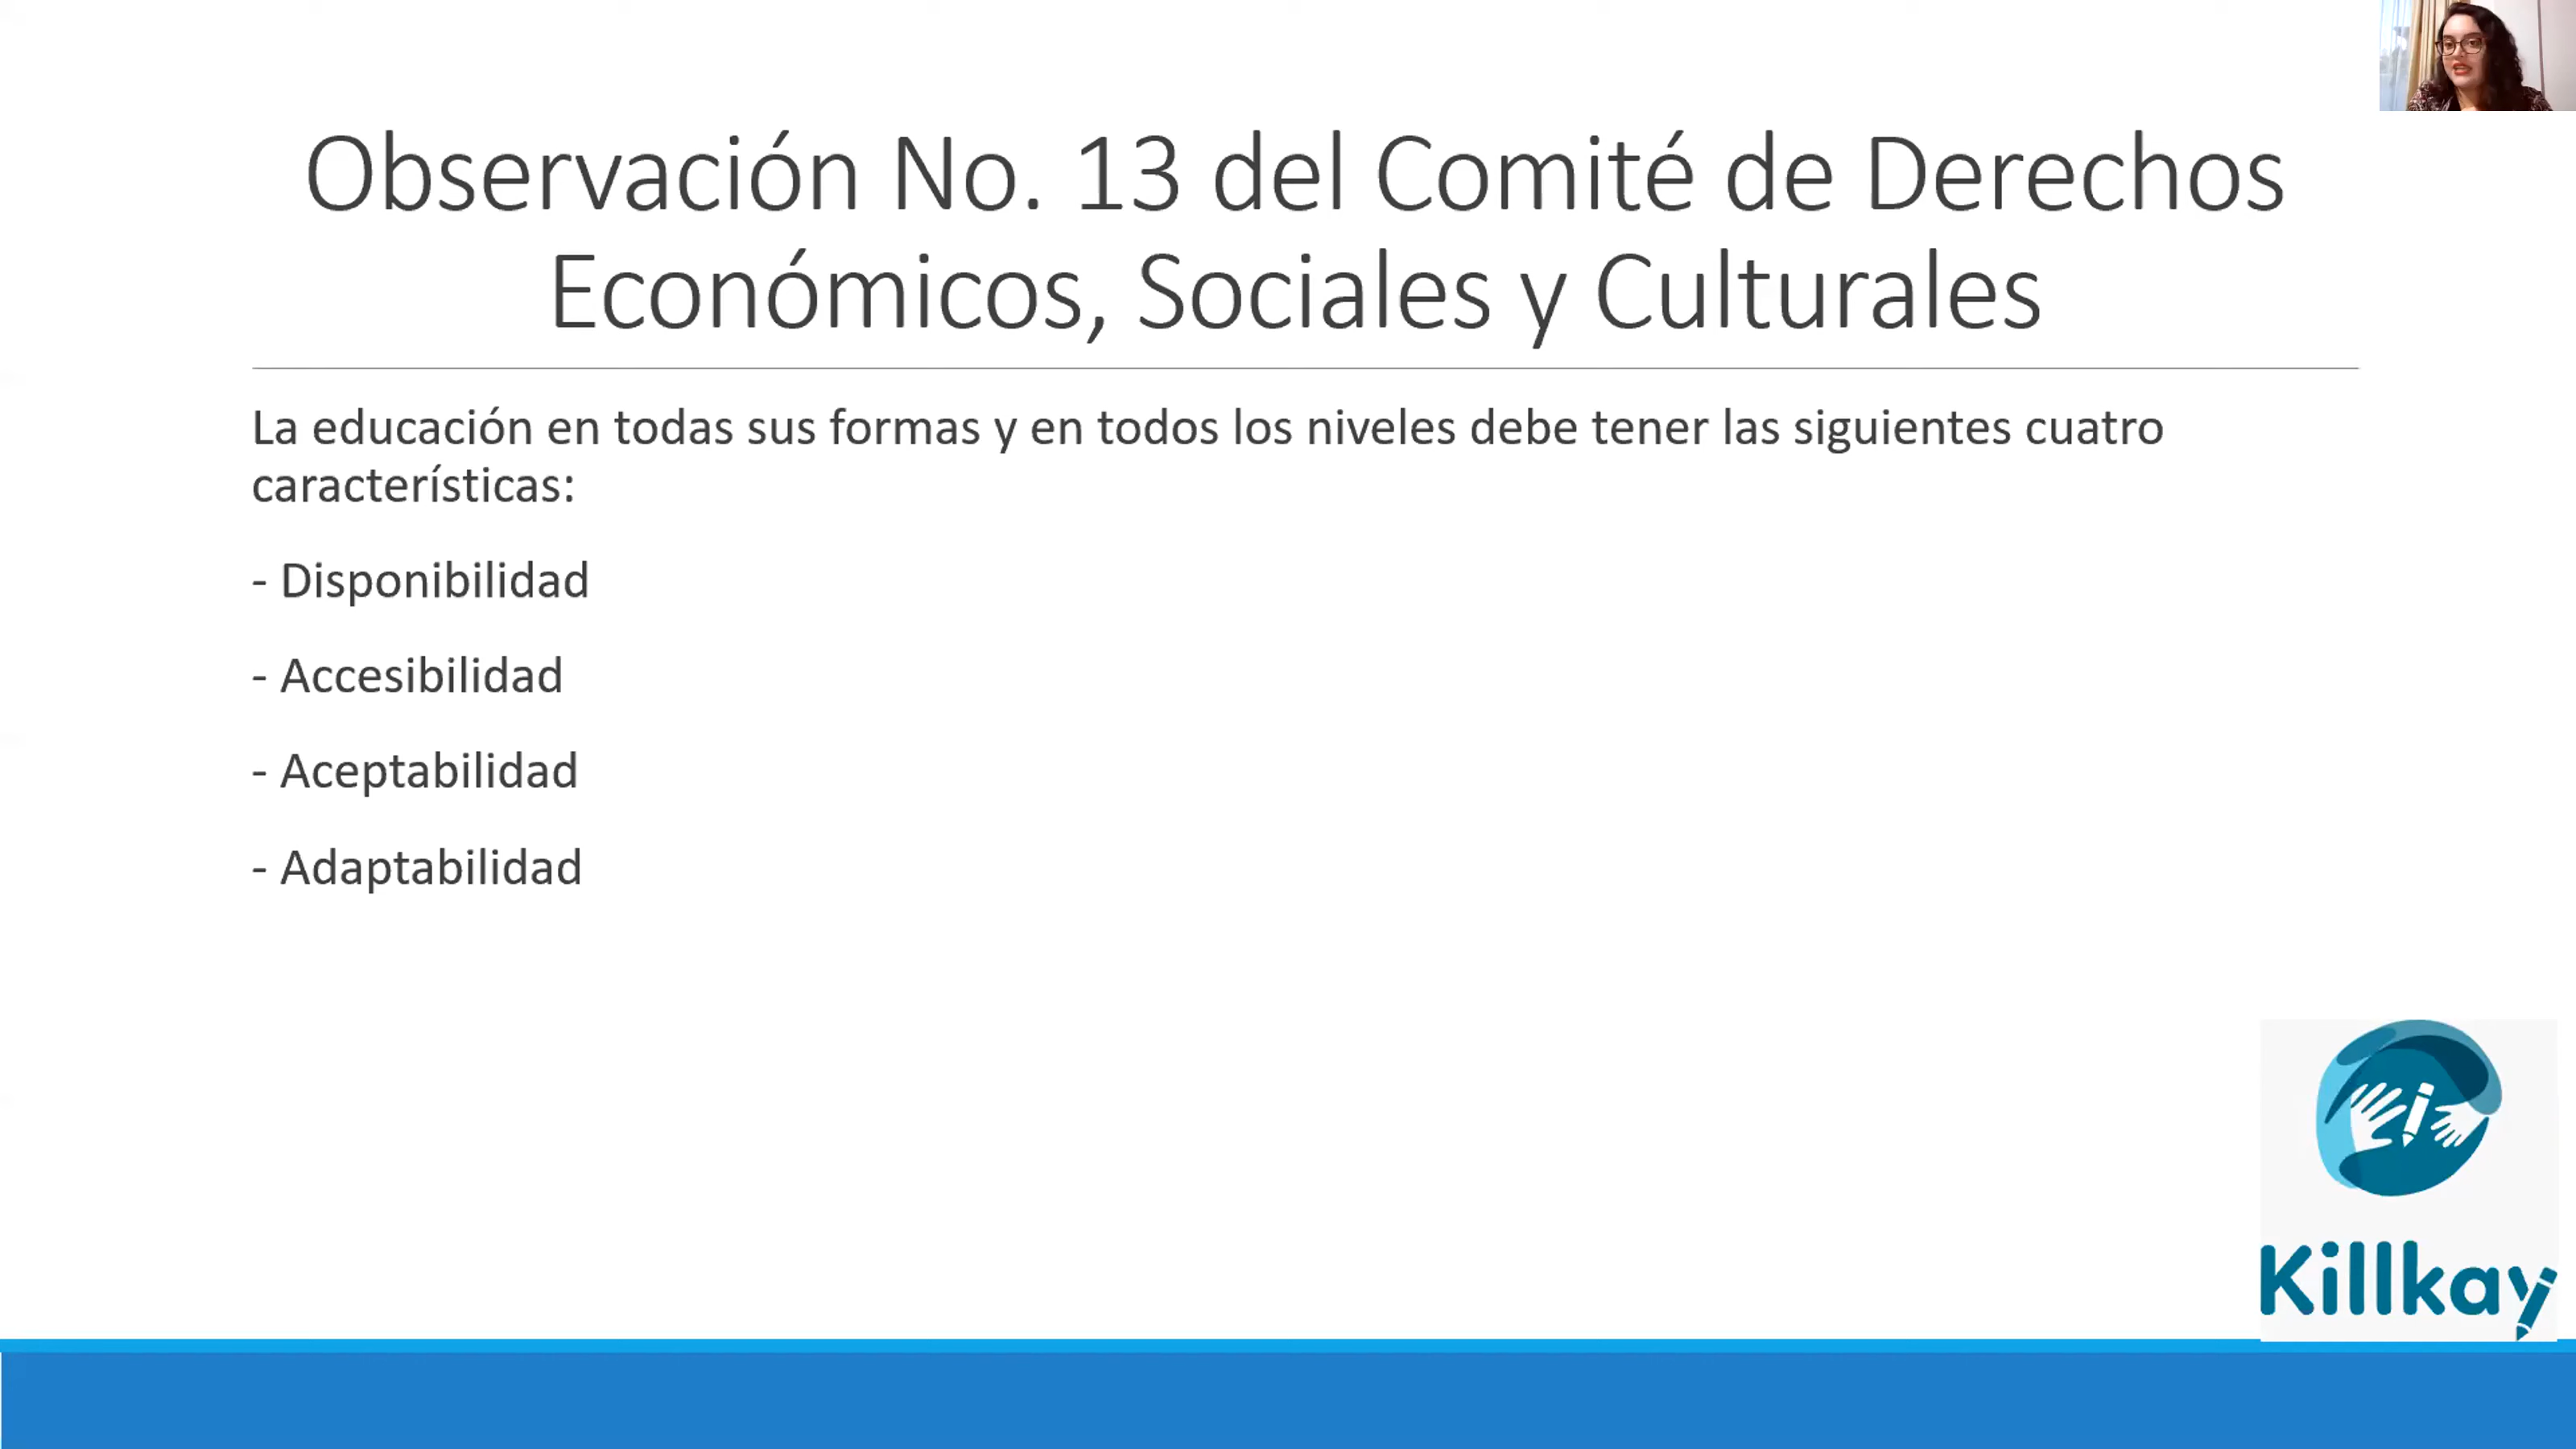 Observación No. 13 del Comité de Derechos
Económicos, Sociales y Culturales
La educación en todas sus formas y en todos los niveles debe tener las siguientes cuatro
características:
- Disponibilidad
- Accesibilidad
- Aceptabilidad
- Adaptabilidad
Killkay